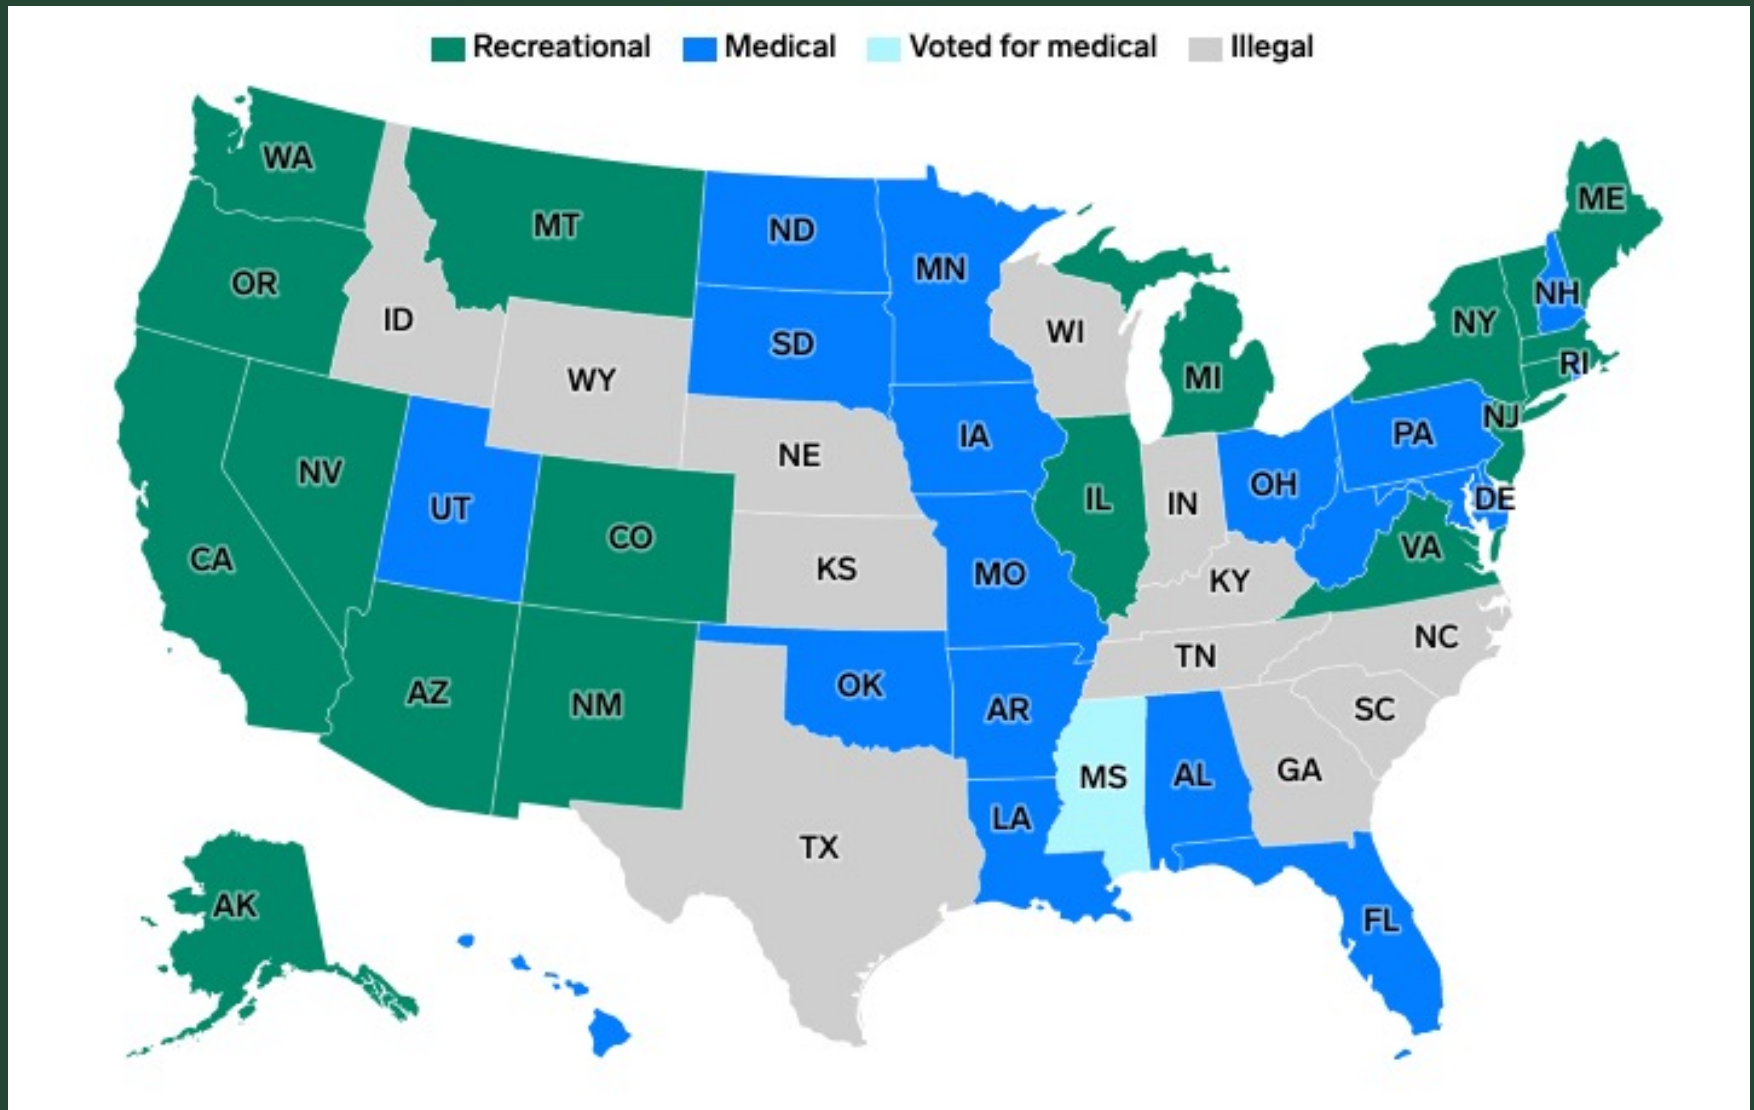 Recreational Medical Voted for medical Illegal
WA
ME
MT
ND
MN
OR
NH
ID
NY
WI
SD
RI
MI
WY
NJ
IA
PA
NE
NV
OH
IL
DE
IN
UT
CO
VA
CA
KS
MO
KY
NC
TN
OK
AZ
NM
AR
SC
GA
MS
AL
LA
TX
AK
FL